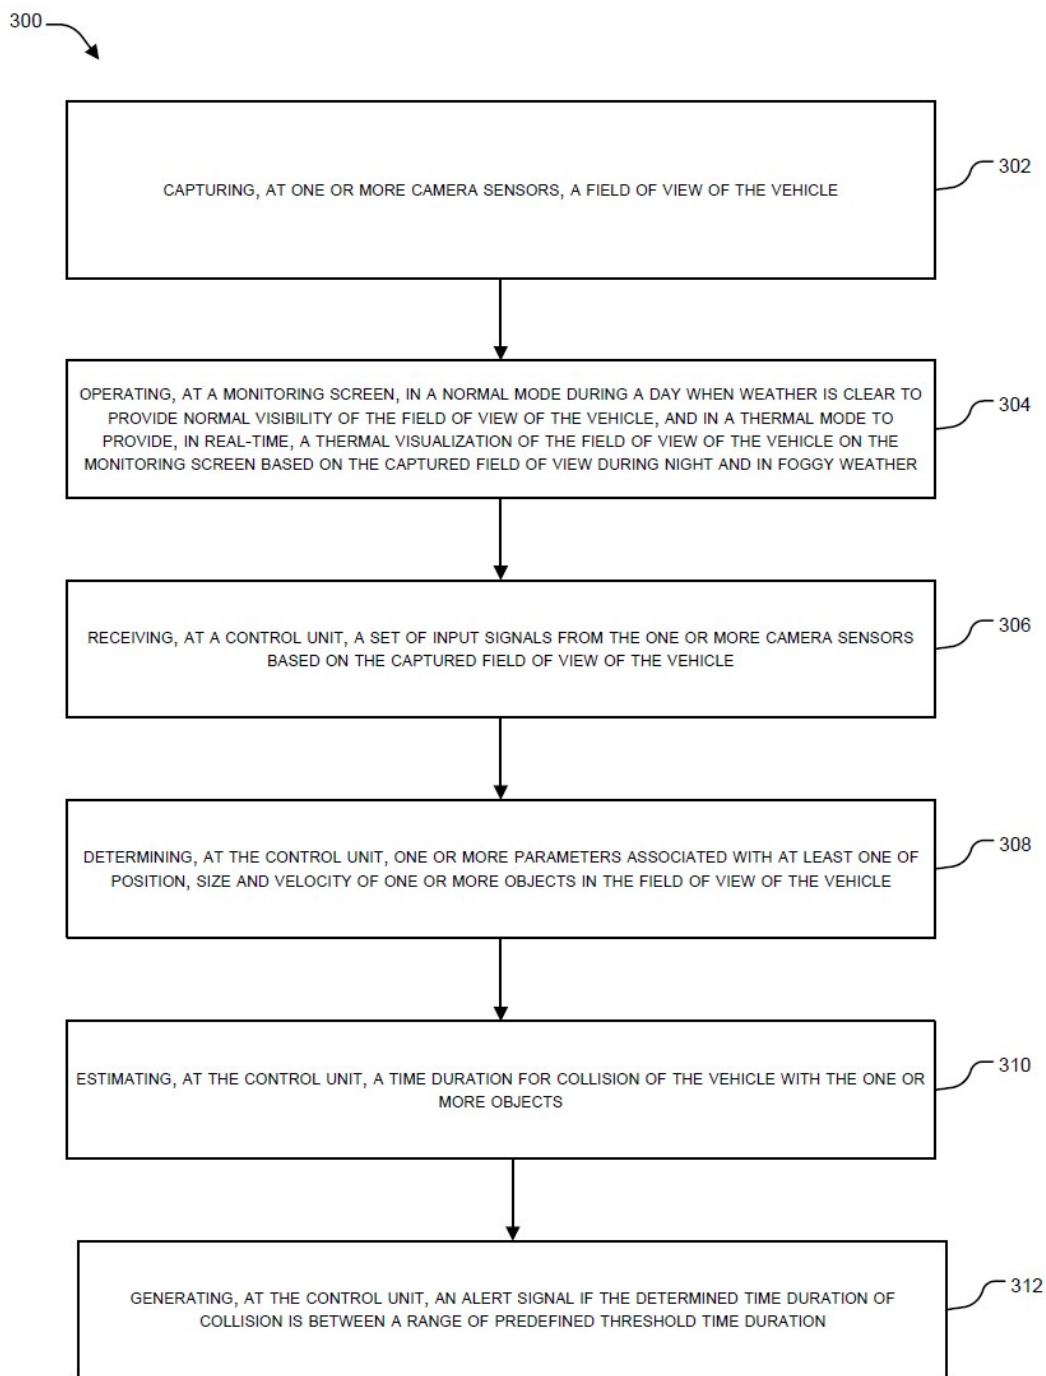 300
CAPTURING, AT ONE OR MORE CAMERA SENSORS, A FIELD OF VIEW OF THE VEHICLE
302
OPERATING, AT A MONITORING SCREEN, IN A NORMAL MODE DURING A DAY WHEN WEATHER IS CLEAR TO
PROVIDE NORMAL VISIBILITY OF THE FIELD OF VIEW OF THE VEHICLE, AND IN A THERMAL MODE TO
PROVIDE, IN REAL-TIME, A THERMAL VISUALIZATION OF THE FIELD OF VIEW OF THE VEHICLE ON THE
MONITORING SCREEN BASED ON THE CAPTURED FIELD OF VIEW DURING NIGHT AND IN FOGGY WEATHER
304
RECEIVING, AT A CONTROL UNIT, A SET OF INPUT SIGNALS FROM THE ONE OR MORE CAMERA SENSORS
BASED ON THE CAPTURED FIELD OF VIEW OF THE VEHICLE
306
DETERMINING, AT THE CONTROL UNIT, ONE OR MORE PARAMETERS ASSOCIATED WITH AT LEAST ONE OF
POSITION, SIZE AND VELOCITY OF ONE OR MORE OBJECTS IN THE FIELD OF VIEW OF THE VEHICLE
308
ESTIMATING, AT THE CONTROL UNIT, A TIME DURATION FOR COLLISION OF THE VEHICLE WITH THE ONE OR
MORE OBJECTS
310
GENERATING, AT THE CONTROL UNIT, AN ALERT SIGNAL IF THE DETERMINED TIME DURATION OF
COLLISION IS BETWEEN A RANGE OF PREDEFINED THRESHOLD TIME DURATION
312